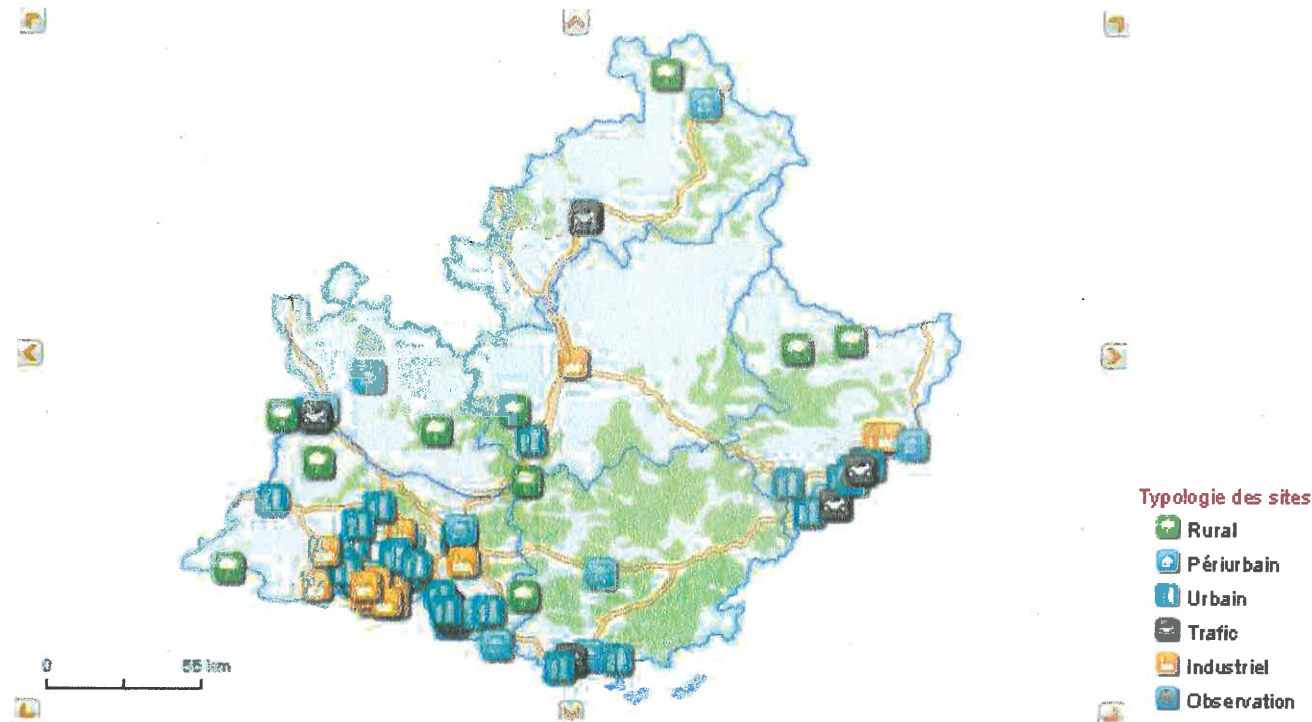 Typologie des sites
Rural
Périurbain
Urbain
Trafic
Industriel
Observation
0 55 km